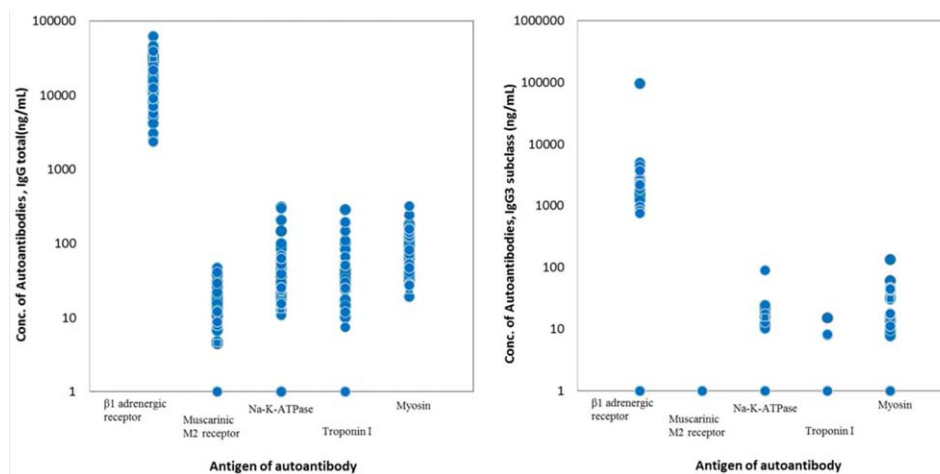 Conc. of Autoantibodies , IgG total(ng/mL)
100000
10000
1000
100
10
1
β1 adrenergic
receptor
Muscarinic
M2 receptor
Na-K-ATPase
Troponin I
Myosin
Antigen of autoantibody
Conc. of Autoantibodies, IgG3 subclass (ng/mL)
1000000
100000
10000
1000
100
10
1
β1 adrenergic
receptor
Muscarinic
M2 receptor
Na-K-ATPase
Troponin I
Myosin
Antigen of autoantibody